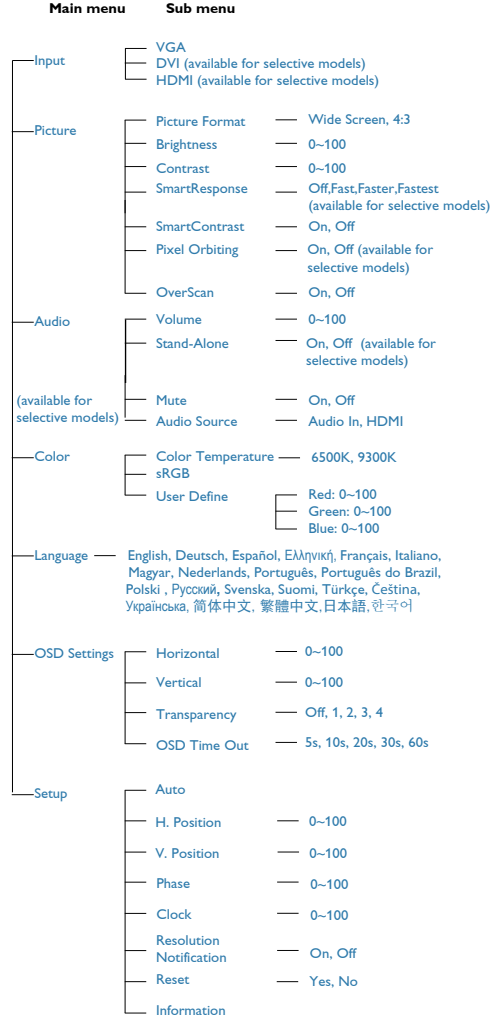 Main menu Sub menu
Input
VGA
DVI (available for selective models)
HDMI (available for selective models)
Picture
Picture Format Wide Screen, 4:3
Brightness 0~100
Contrast 0~100
SmartResponse Off,Fast,Faster,Fastest
(available for selective models)
SmartContrast On, Off
Pixel Orbiting On, Off (available for
selective models)
OverScan On, Off
Audio
(available for
selective models)
Volume 0~100
Stand-Alone On, Off (available for
selective models)
Mute On, Off
Audio Source Audio In, HDMI
Color
Color Temperature 6500K, 9300K
sRGB
User Define Red: 0~100
Green: 0~100
Blue: 0~100
Language English, Deutsch, Español, Ελληνική, Français, Italiano,
Magyar, Nederlands, Português, Português do Brazil,
Polski , Русский, Svenska, Suomi, Türkçe, Čeština,
Українська, 简体中文, 繁體中文,日本語,한국어
OSD Settings
Horizontal 0~100
Vertical 0~100
Transparency Off, 1, 2, 3, 4
OSD Time Out 5s, 10s, 20s, 30s, 60s
Setup
Auto
H. Position 0~100
V. Position 0~100
Phase 0~100
Clock 0~100
Resolution
Notification On, Off
Reset Yes, No
Information